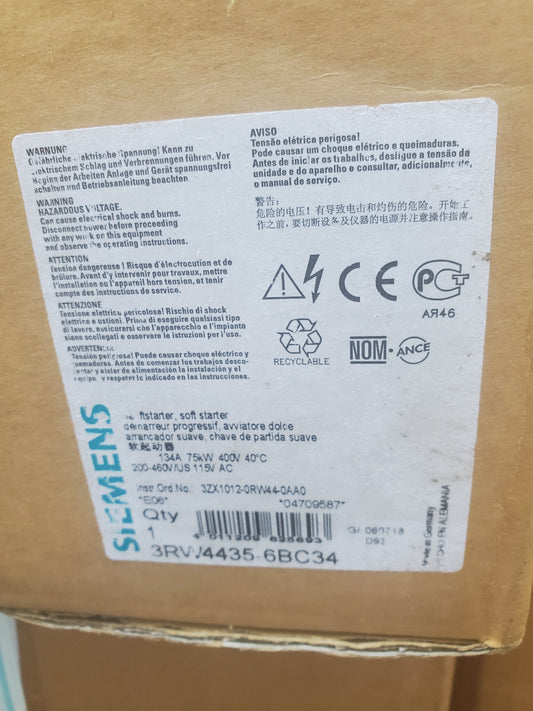 WARNUNG
Gefährliche elektrische Spannung! Kann zu
elektrischem Schlag und Verbrennungen führen. Vor
Beginn der Arbeiten Anlage und Gerät spannungsfrei
schalten und Betriebsanleitung beachten.
WARNING
HAZARDOUS VOLTAGE.
Can cause electrical shock and burns.
Disconnect power before proceeding
with any work on this equipment
and observe the operating instructions.
ATTENTION
Tension dangereuse ! Risque d'électrocution et de
brûlure. Avant d'y intervenir pour travaux, mettre
l'installation ou l'appareil hors tension, et tenir
compte des instructions de service.
ATTENZIONE
Tensione elettrica pericolosa! Rischio di scosse
elettriche e ustioni. Prima di eseguire qualsiasi tipo
di lavoro, assicurarsi che l'apparecchio e l'impianto
siano scollegati e osservare le istruzioni per l'uso.
ADVERTENCIA
Tensión peligrosa! Puede causar choque eléctrico y
quemaduras. Antes de comenzar los trabajos desco-
nectar y aislar de alimentación la instalación y el
equipo, y respetar lo indicado en las instrucciones.
AVISO
Tensão elétrica perigosa!
Pode causar um choque elétrico e queimaduras.
Antes de iniciar os trabalhos, desligue a tensão da
unidade e do aparelho e consultar, adicionalmente,
o manual de serviço.
警告:
危险的电压! 有导致电击和灼伤的危险。开始工
作之前,要切断设备及仪器的电源并注意操作指南。
CE
PCT
АЯ46
RECYCLABLE
NOM-ANCE
SIEMENS
softstarter, soft starter
démarreur progressif, avviatore dolce
arrancador suave, chave de partida suave
软起动器
134A 75kW 400V 40°C
200-460V/US 115V AC
Instr.Ord.No.: 3ZX1012-0RW44-0AA0
*E06* *04709587*
Qty
1
4 011209 625693
G/ 060718
D93
3RW4435-6BC34
Made in Germany
HECHO EN ALEMANIA